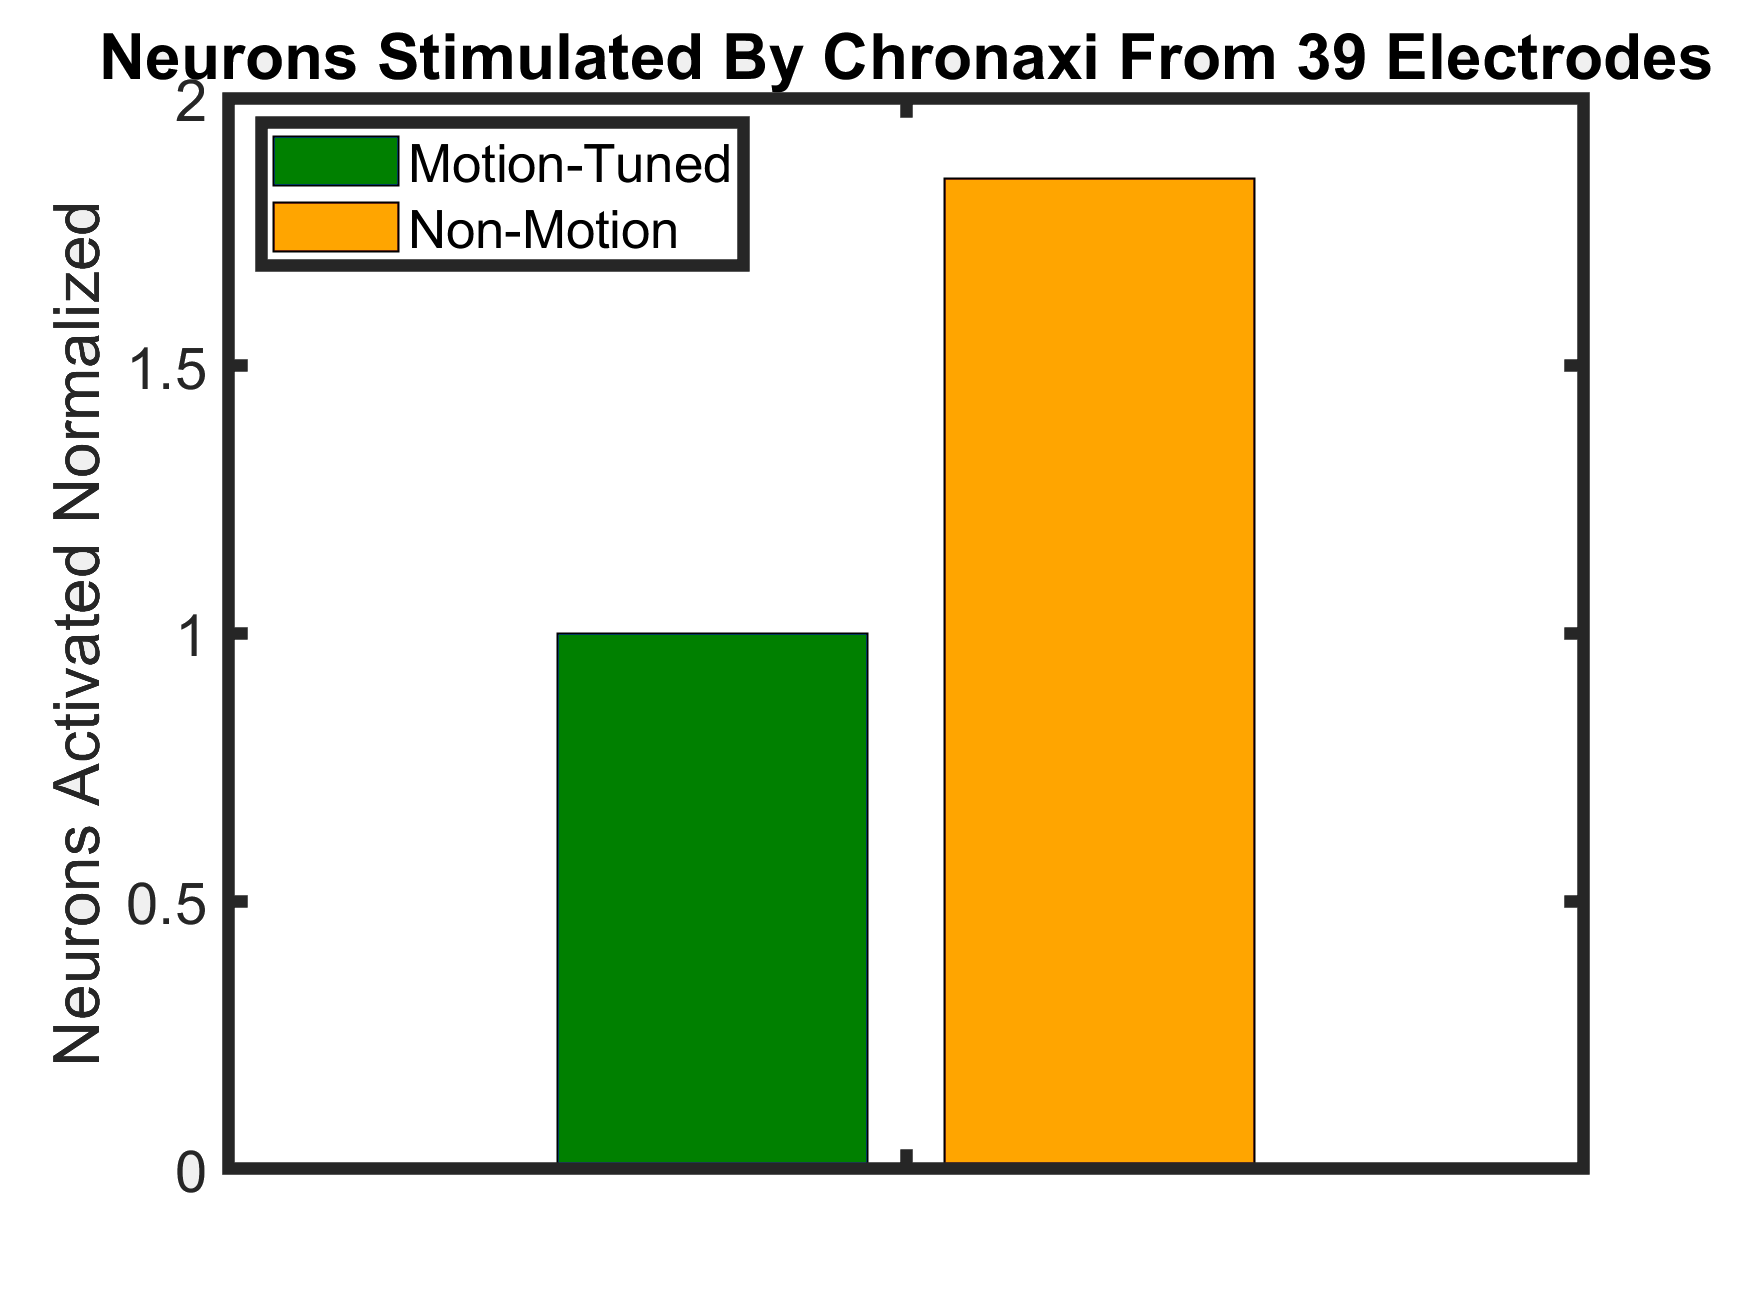 Neurons Stimulated By Chronaxi From 39 Electrodes
2
Motion-Tuned
Non-Motion
1.5
1
0.5
0
Neurons Activated Normalized